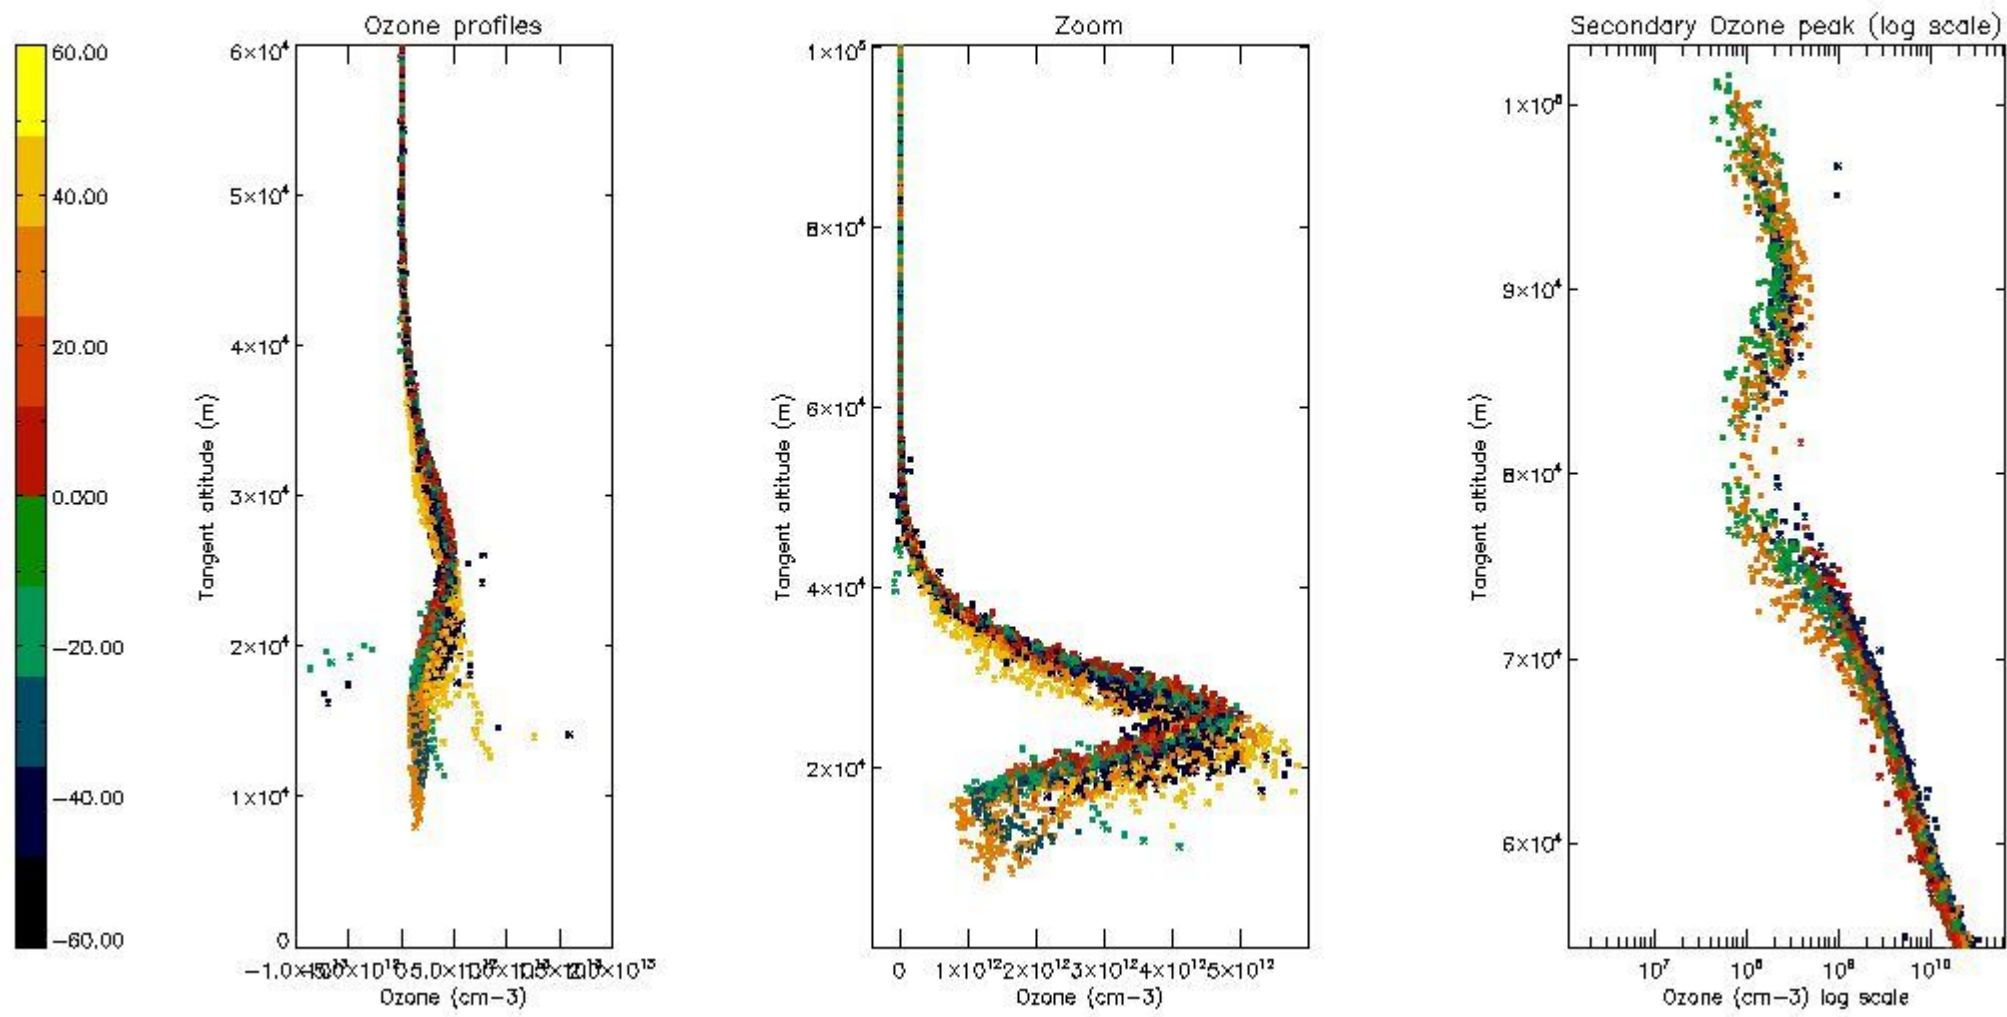 Ozone profiles
Zoom
Secondary Ozone peak (log scale)
60.00
40.00
20.00
−20.00
−40.00
−60.00
6×10⁴
5×10⁴
4×10⁴
3×10⁴
2×10⁴
1×10⁴
0
Tangent altitude (m)
Ozone (cm−3)
1×10⁵
8×10⁴
6×10⁴
4×10⁴
2×10⁴
Tangent altitude (m)
0 1×10¹² 2×10¹² 3×10¹² 4×10¹² 5×10¹²
Ozone (cm−3)
9×10⁴
8×10⁴
7×10⁴
6×10⁴
Tangent altitude (m)
10⁷ 10⁸ 10⁹ 10¹⁰
Ozone (cm−3) log scale